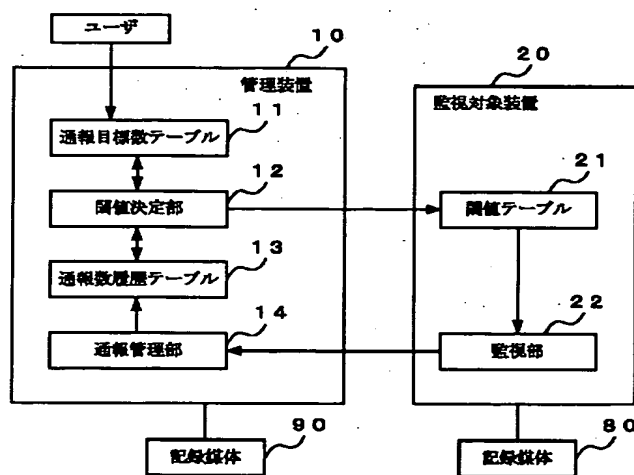 ユーザ
10
管理装置
11
通報目標数テーブル
12
閾値決定部
13
通報数履歴テーブル
14
通報管理部
90
記録媒体
20
監視対象装置
21
閾値テーブル
22
監視部
80
記録媒体